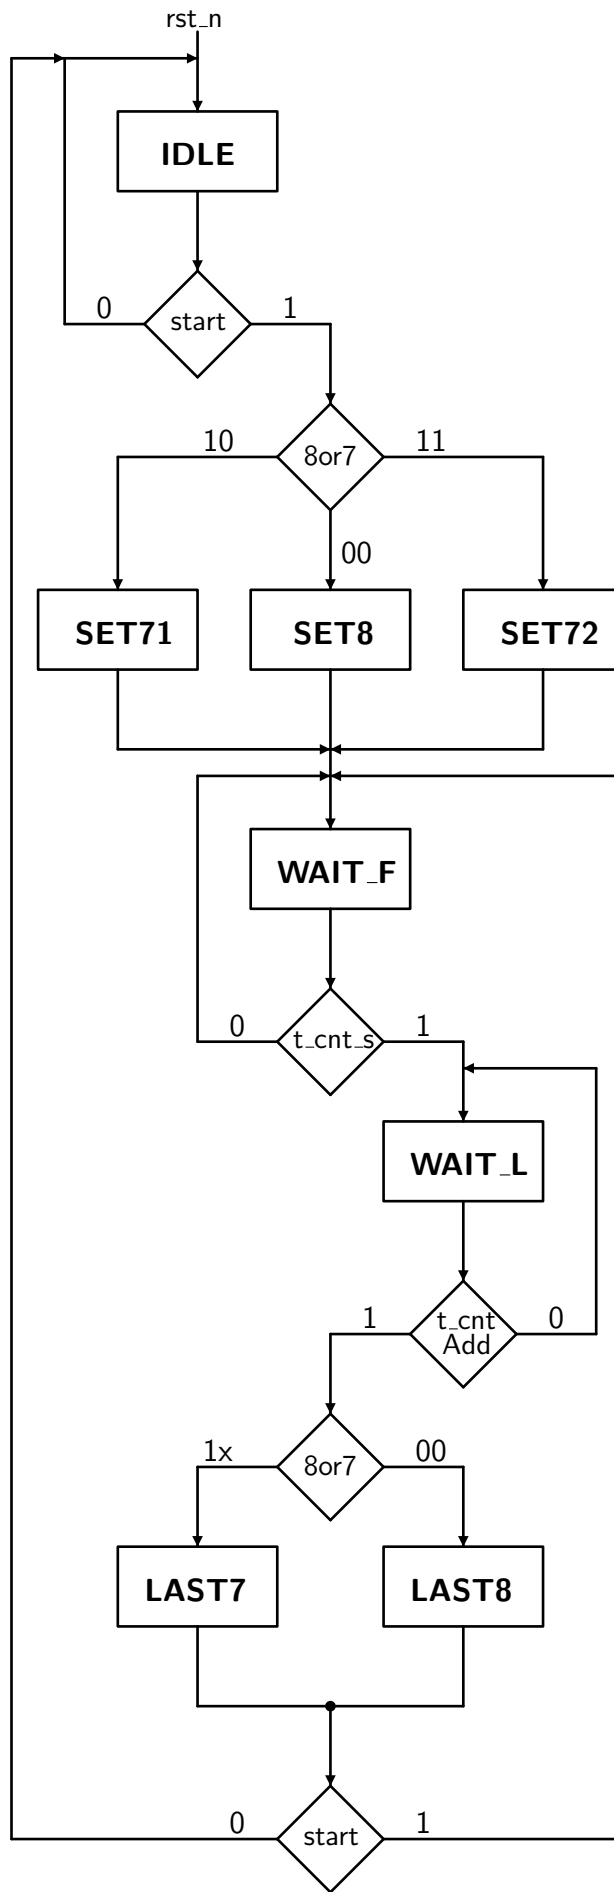 rst_n
IDLE
0
start
1
10
8or7
11
00
SET71
SET8
SET72
WAIT_F
0
t_cnt_s
1
WAIT_L
1
t_cnt
Add
0
1x
8or7
00
LAST7
LAST8
0
start
1